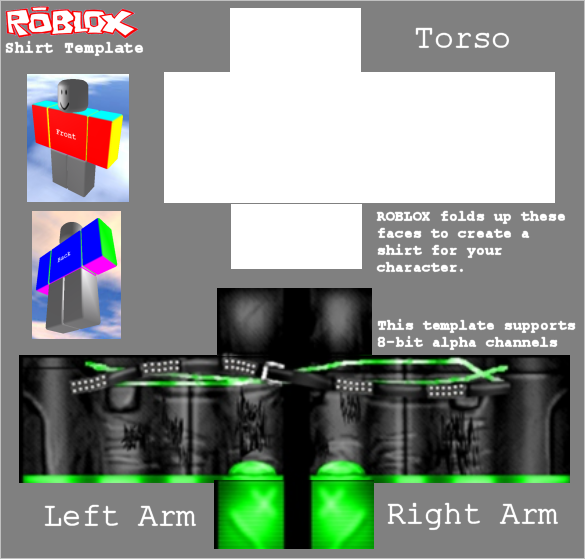 ROBLOX
Shirt Template
Torso
Front
ROBLOX folds up these
faces to create a
shirt for your
character.
Back
This template supports
8-bit alpha channels
Left Arm
Right Arm